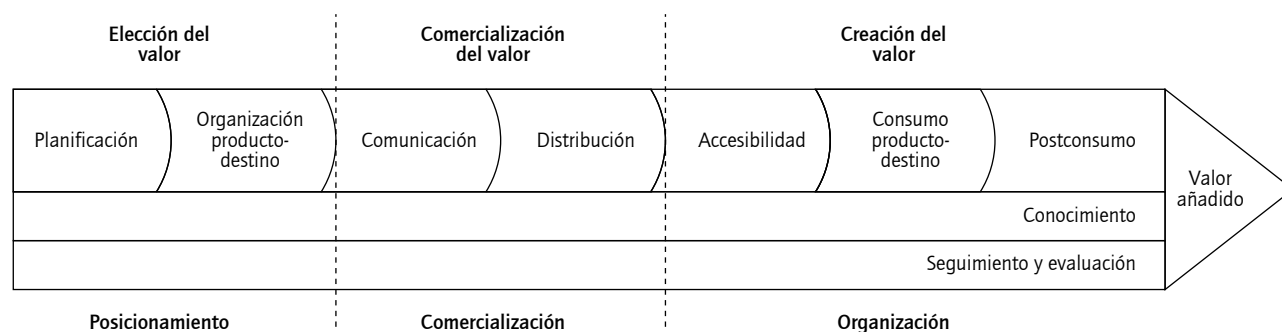 Elección del
valor
Comercialización
del valor
Creación del
valor
Planificación
Organización
producto-
destino
Comunicación
Distribución
Accesibilidad
Consumo
producto-
destino
Postconsumo
Valor
añadido
Conocimiento
Seguimiento y evaluación
Posicionamiento
Comercialización
Organización